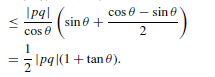 ≤ |pq| / cos θ ( sin θ + (cos θ − sin θ) / 2 )
= 1/2 |pq|(1 + tan θ).